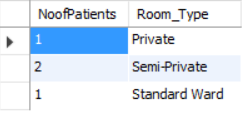 NoofPatients Room_Type
1 Private
2 Semi-Private
1 Standard Ward